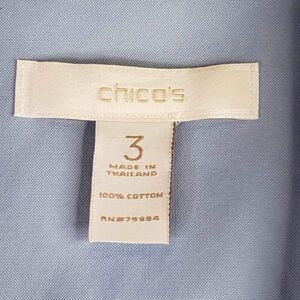 chico's
3
MADE IN
THAILAND
100% COTTON
RN#79984